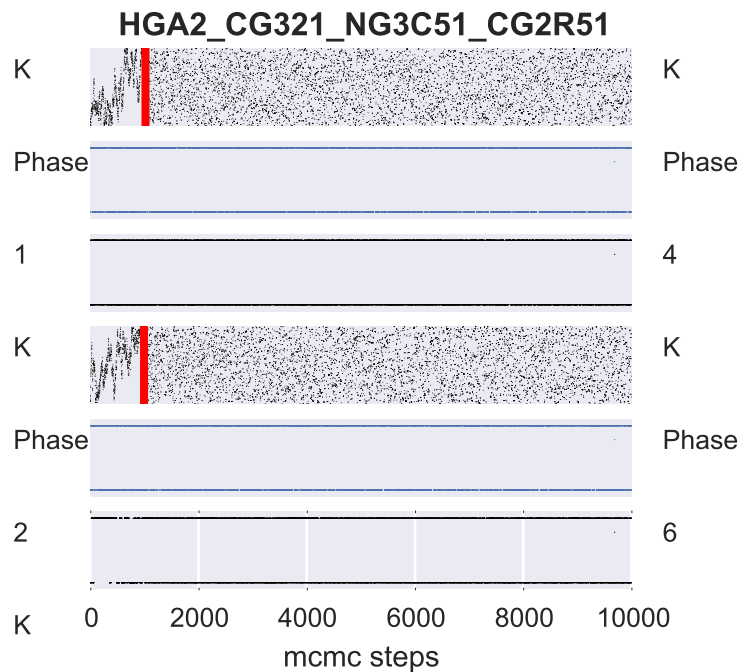 HGA2_CG321_NG3C51_CG2R51
K K
Phase Phase
1 4
K K
Phase Phase
2 6
K 0 2000 4000 6000 8000 10000
mcmc steps